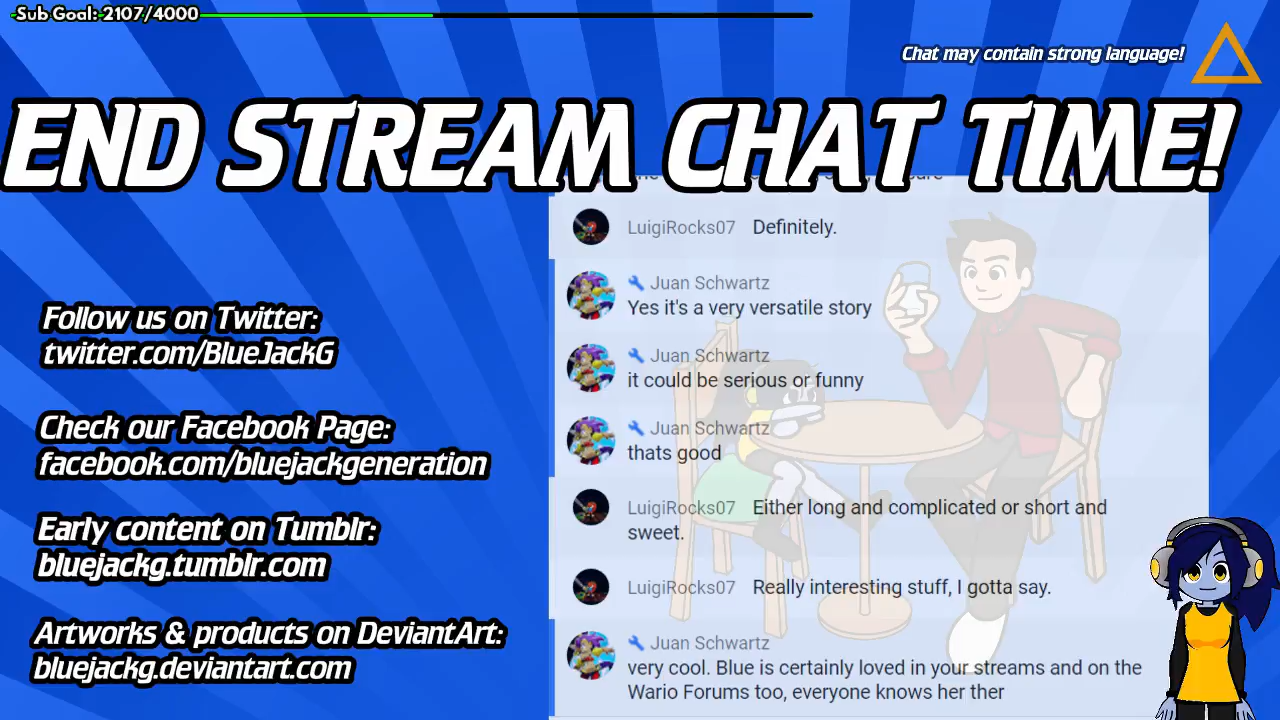 Sub Goal: 2107/4000
Chat may contain strong language!
END STREAM CHAT TIME!
Follow us on Twitter:
twitter.com/BlueJackG
Check our Facebook Page:
facebook.com/bluejackgeneration
Early content on Tumblr:
bluejackg.tumblr.com
Artworks & products on DeviantArt:
bluejackg.deviantart.com
LuigiRocks07 Definitely.
Juan Schwartz
Yes it's a very versatile story
Juan Schwartz
it could be serious or funny
Juan Schwartz
thats good
LuigiRocks07 Either long and complicated or short and
sweet.
LuigiRocks07 Really interesting stuff, I gotta say.
Juan Schwartz
very cool. Blue is certainly loved in your streams and on the
Wario Forums too, everyone knows her ther